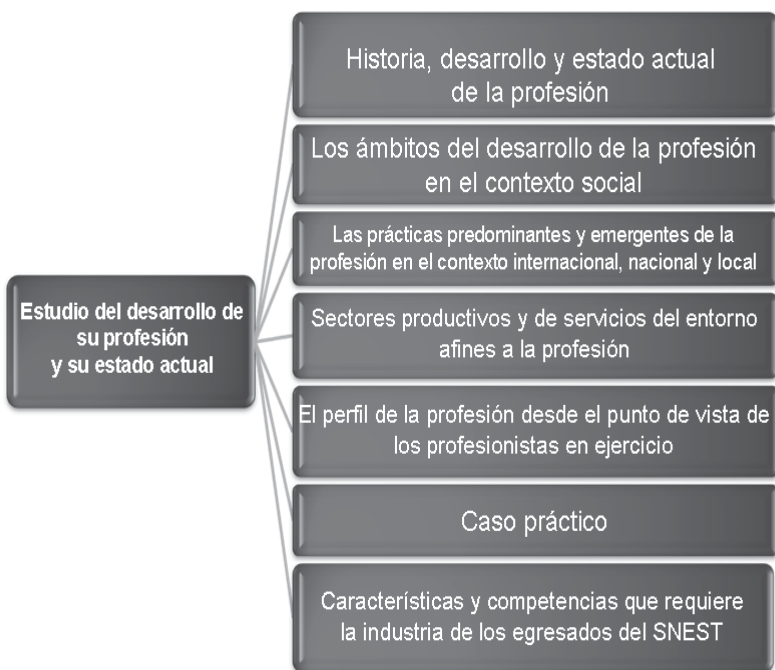 Estudio del desarrollo de
su profesión
y su estado actual
Historia, desarrollo y estado actual
de la profesión
Los ámbitos del desarrollo de la profesión
en el contexto social
Las prácticas predominantes y emergentes de la
profesión en el contexto internacional, nacional y local
Sectores productivos y de servicios del entorno
afines a la profesión
El perfil de la profesión desde el punto de vista de
los profesionistas en ejercicio
Caso práctico
Características y competencias que requiere
la industria de los egresados del SNEST